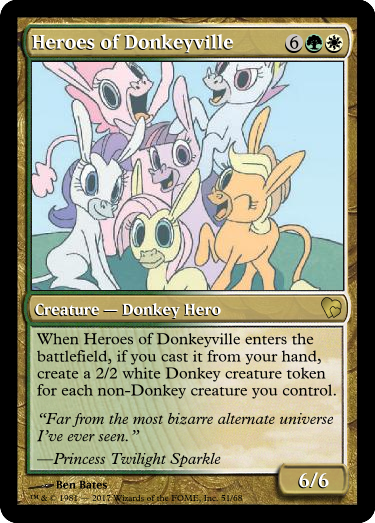 Heroes of Donkeyville 6
Creature — Donkey Hero
When Heroes of Donkeyville enters the
battlefield, if you cast it from your hand,
create a 2/2 white Donkey creature token
for each non-Donkey creature you control.
“Far from the most bizarre alternate universe
I’ve ever seen.”
—Princess Twilight Sparkle
6/6
Ben Bates
™ & © 1981 — 2017 Wizards of the FOME, Inc. 51/68